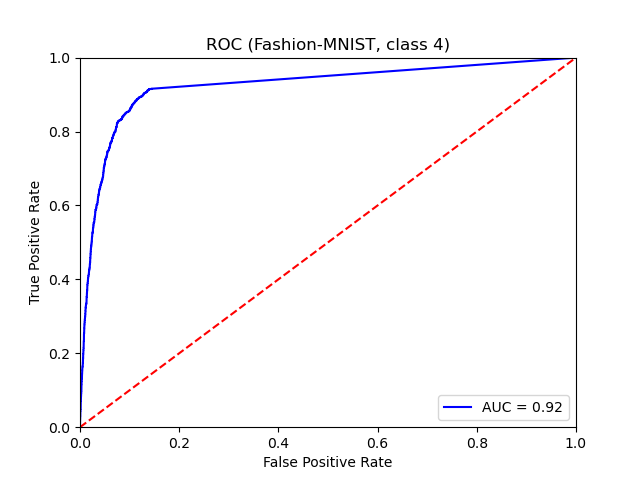 ROC (Fashion-MNIST, class 4)
True Positive Rate
1.0
0.8
0.6
0.4
0.2
0.0
AUC = 0.92
0.0 0.2 0.4 0.6 0.8 1.0
False Positive Rate